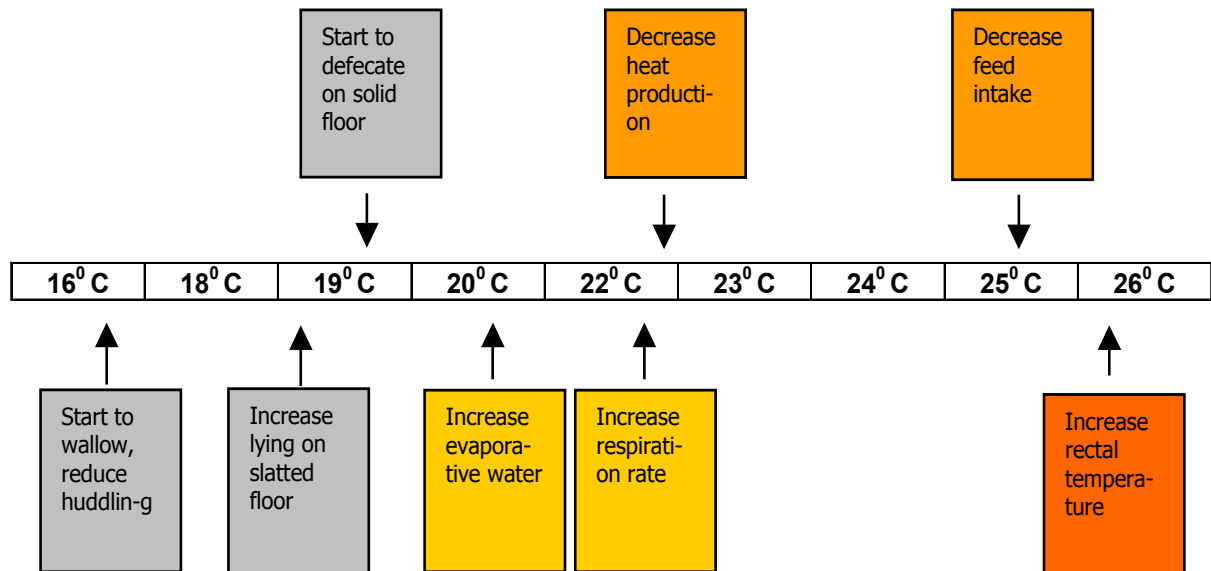 Start to
defecate
on solid
floor
Decrease
heat
producti-
on
Decrease
feed
intake
16⁰ C 18⁰ C 19⁰ C 20⁰ C 22⁰ C 23⁰ C 24⁰ C 25⁰ C 26⁰ C
Start to
wallow,
reduce
huddlin-g
Increase
lying on
slatted
floor
Increase
evapora-
tive water
Increase
respirati-
on rate
Increase
rectal
tempera-
ture